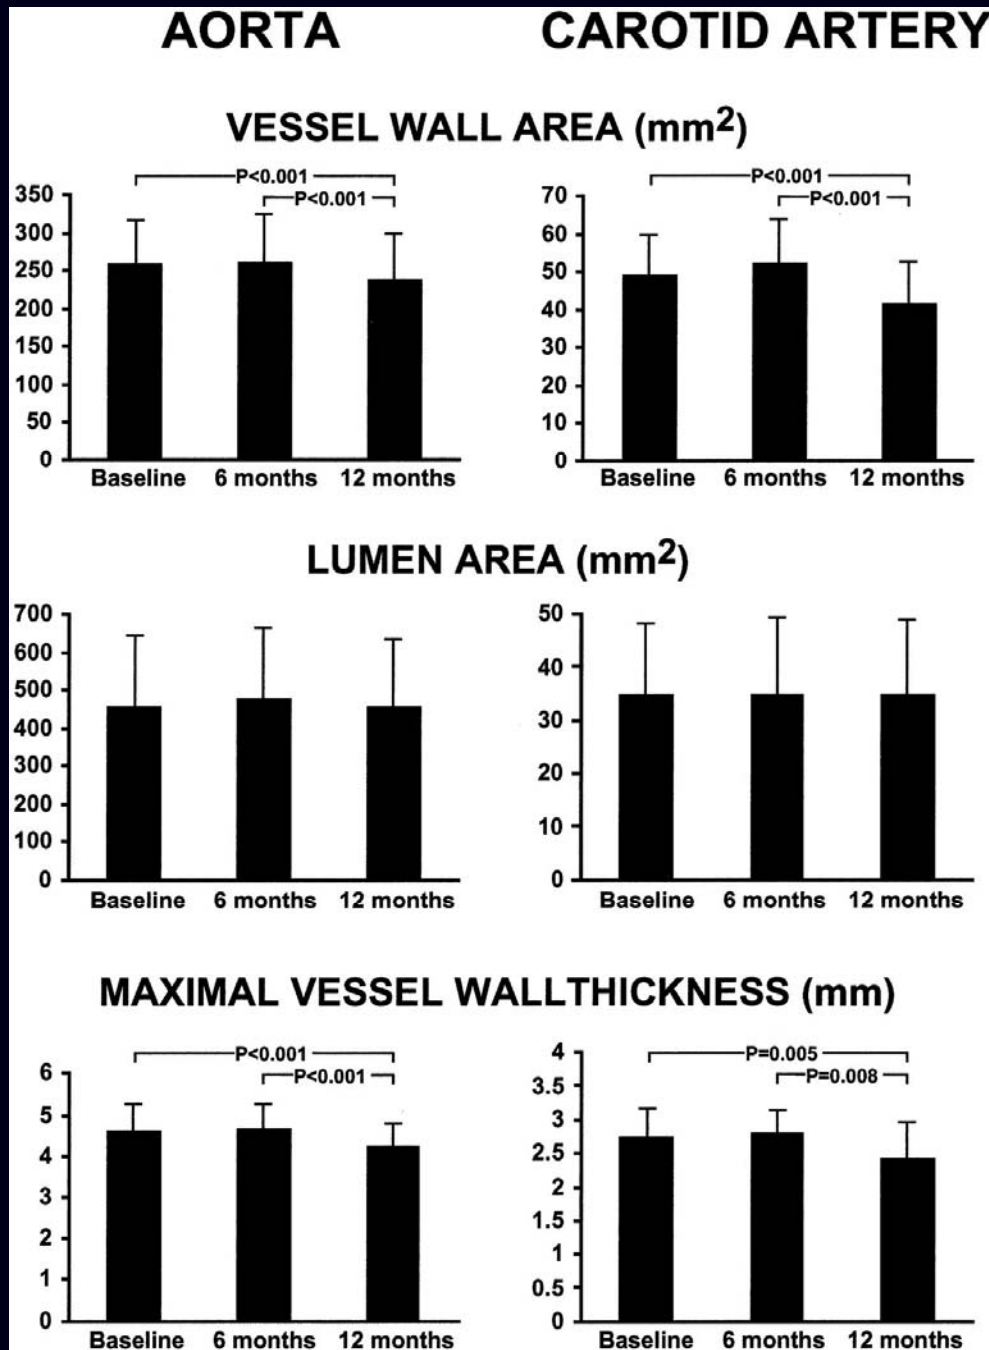 AORTA
CAROTID ARTERY
VESSEL WALL AREA (mm2)
P<0.001
P<0.001
350
300
250
200
150
100
50
0
Baseline 6 months 12 months
P<0.001
P<0.001
70
60
50
40
30
20
10
0
Baseline 6 months 12 months
LUMEN AREA (mm2)
700
600
500
400
300
200
100
0
Baseline 6 months 12 months
50
40
30
20
10
0
Baseline 6 months 12 months
MAXIMAL VESSEL WALLTHICKNESS (mm)
P<0.001
P<0.001
6
5
4
3
2
1
0
Baseline 6 months 12 months
P=0.005
P=0.008
4
3.5
3
2.5
2
1.5
1
0.5
0
Baseline 6 months 12 months